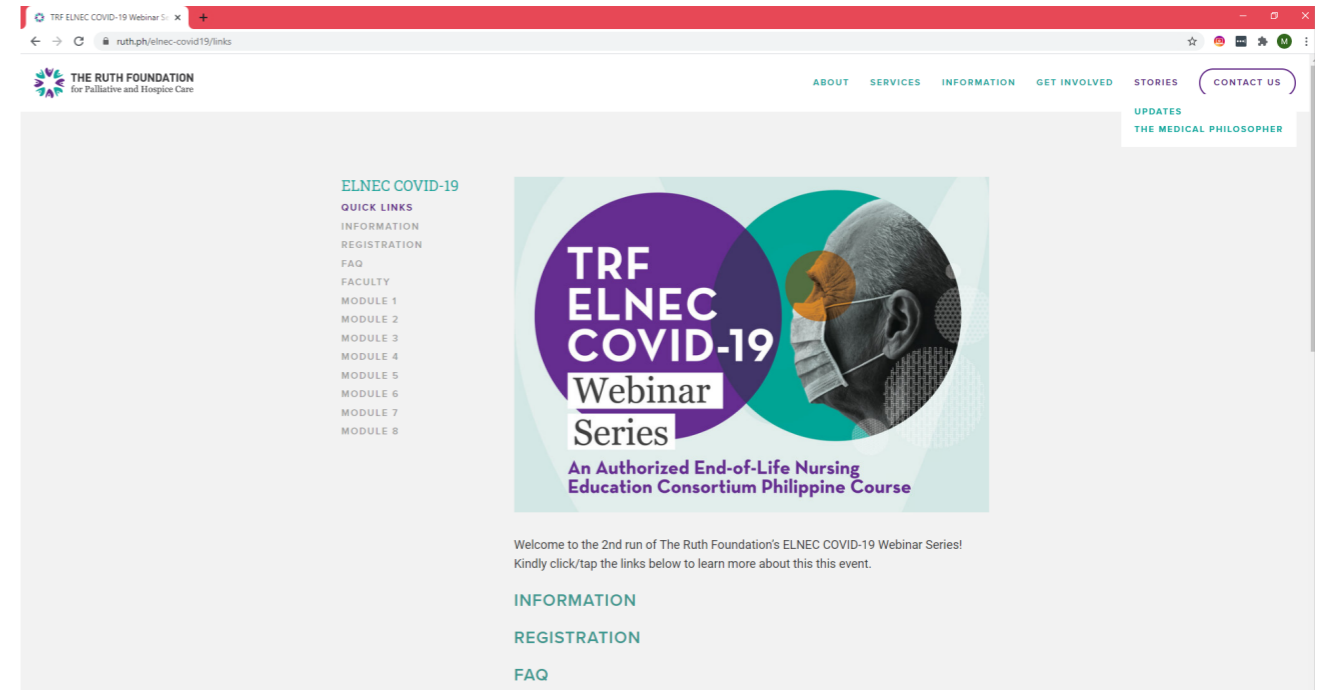 TRF ELNEC COVID-19 Webinar Se
ruth.ph/elnec-covid19/links
M
THE RUTH FOUNDATION
for Palliative and Hospice Care
ABOUT SERVICES INFORMATION GET INVOLVED STORIES CONTACT US
UPDATES
THE MEDICAL PHILOSOPHER
ELNEC COVID-19
QUICK LINKS
INFORMATION
REGISTRATION
FAQ
FACULTY
MODULE 1
MODULE 2
MODULE 3
MODULE 4
MODULE 5
MODULE 6
MODULE 7
MODULE 8
TRF
ELNEC
COVID-19
Webinar
Series
An Authorized End-of-Life Nursing
Education Consortium Philippine Course
Welcome to the 2nd run of The Ruth Foundation's ELNEC COVID-19 Webinar Series!
Kindly click/tap the links below to learn more about this this event.
INFORMATION
REGISTRATION
FAQ